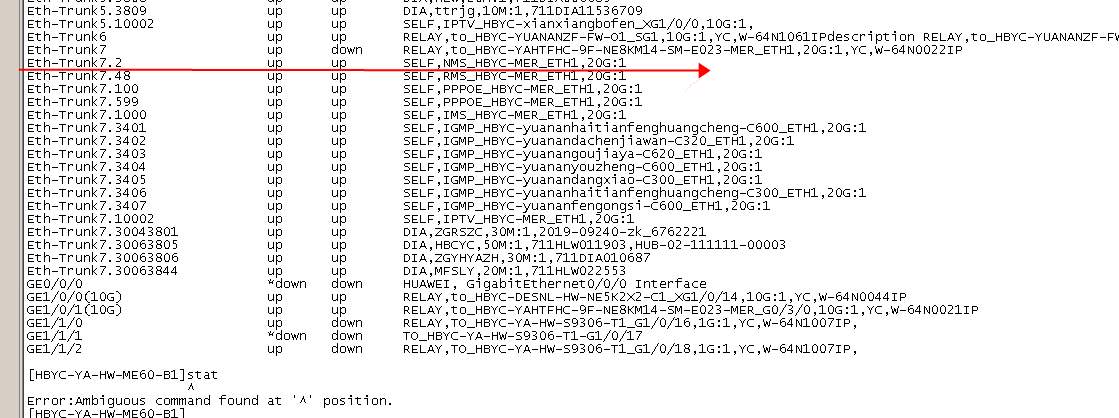 Eth-Trunk5.3809 up up DIA,ttrjg,10M:1,711DIA11536709
Eth-Trunk5.10002 up up SELF,IPTV_HBYC-xianxiangbofen_XG1/0/0,10G:1,
Eth-Trunk6 up up RELAY,to_HBYC-YUANANZF-FW-01_SG1,10G:1,YC,W-64N1061IPdescription RELAY,to_HBYC-YUANANZF-FW
Eth-Trunk7 up down RELAY,to_HBYC-YAHTFHC-9F-NE8KM14-SM-E023-MER_ETH1,20G:1,YC,W-64N0022IP
Eth-Trunk7.2 up up SELF,NMS_HBYC-MER_ETH1,20G:1
Eth-Trunk7.48 up up SELF,RMS_HBYC-MER_ETH1,20G:1
Eth-Trunk7.100 up up SELF,PPPOE_HBYC-MER_ETH1,20G:1
Eth-Trunk7.599 up up SELF,PPPOE_HBYC-MER_ETH1,20G:1
Eth-Trunk7.1000 up up SELF,IMS_HBYC-MER_ETH1,20G:1
Eth-Trunk7.3401 up up SELF,IGMP_HBYC-yuananhaitianfenghuangcheng-C600_ETH1,20G:1
Eth-Trunk7.3402 up up SELF,IGMP_HBYC-yuanandachenjiawan-C320_ETH1,20G:1
Eth-Trunk7.3403 up up SELF,IGMP_HBYC-yuanangoujiaya-C620_ETH1,20G:1
Eth-Trunk7.3404 up up SELF,IGMP_HBYC-yuananyouzheng-C600_ETH1,20G:1
Eth-Trunk7.3405 up up SELF,IGMP_HBYC-yuanandangxiao-C300_ETH1,20G:1
Eth-Trunk7.3406 up up SELF,IGMP_HBYC-yuananhaitianfenghuangcheng-C300_ETH1,20G:1
Eth-Trunk7.3407 up up SELF,IGMP_HBYC-yuananfengongsi-C600_ETH1,20G:1
Eth-Trunk7.10002 up up SELF,IPTV_HBYC-MER_ETH1,20G:1
Eth-Trunk7.30043801 up up DIA,ZGRSZC,30M:1,2019-09240-zk_6762221
Eth-Trunk7.30063805 up up DIA,HBCYC,50M:1,711HLW011903,HUB-02-111111-00003
Eth-Trunk7.30063806 up up DIA,ZGYHYAZH,30M:1,711DIA010687
Eth-Trunk7.30063844 up up DIA,MFSLY,20M:1,711HLW022553
GE0/0/0 *down down HUAWEI, GigabitEthernet0/0/0 Interface
GE1/0/0(10G) up up RELAY,to_HBYC-DESNL-HW-NE5K2X2-C1_XG1/0/14,10G:1,YC,W-64N0044IP
GE1/0/1(10G) up up RELAY,to_HBYC-YAHTFHC-9F-NE8KM14-SM-E023-MER_G0/3/0,10G:1,YC,W-64N0021IP
GE1/1/0 up down RELAY,TO_HBYC-YA-HW-S9306-T1_G1/0/16,1G:1,YC,W-64N1007IP,
GE1/1/1 *down down TO_HBYC-YA-HW-S9306-T1-G1/0/17
GE1/1/2 up down RELAY,TO_HBYC-YA-HW-S9306-T1_G1/0/18,1G:1,YC,W-64N1007IP,
[HBYC-YA-HW-ME60-B1]stat
^
Error:Ambiguous command found at '^' position.
[HBYC-YA-HW-ME60-B1]